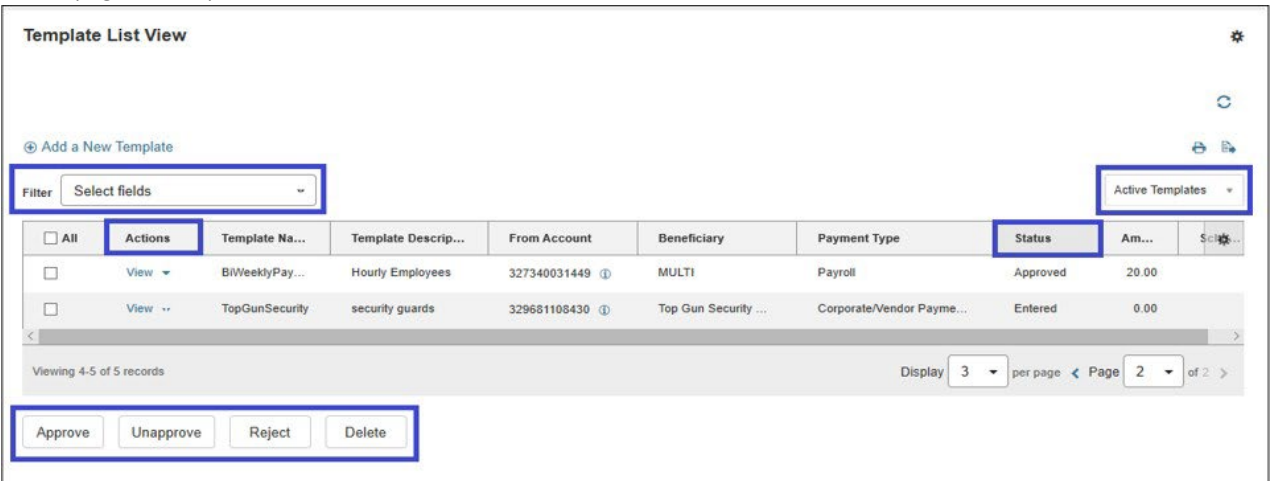 Template List View
Add a New Template
Filter Select fields
Active Templates
All Actions Template Na... Template Descrip... From Account Beneficiary Payment Type Status Am...
View BiWeeklyPay... Hourly Employees 327340031449 MULTI Payroll Approved 20.00
View TopGunSecurity security guards 329681108430 Top Gun Security ... Corporate/Vendor Payme... Entered 0.00
Viewing 4-5 of 5 records Display 3 per page Page 2 of 2
Approve Unapprove Reject Delete